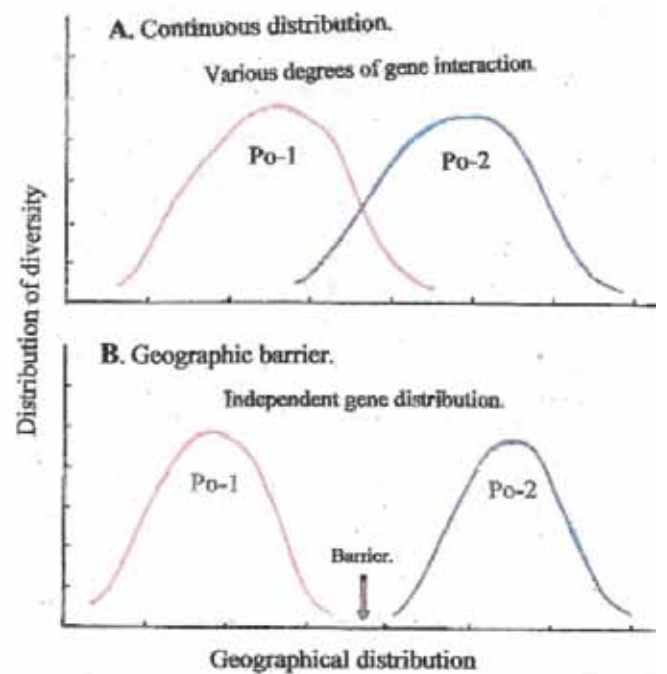 A. Continuous distribution.
Various degrees of gene interaction.
Po-1
Po-2
Distribution of diversity
B. Geographic barrier.
Independent gene distribution.
Po-1
Po-2
Barrier.
Geographical distribution